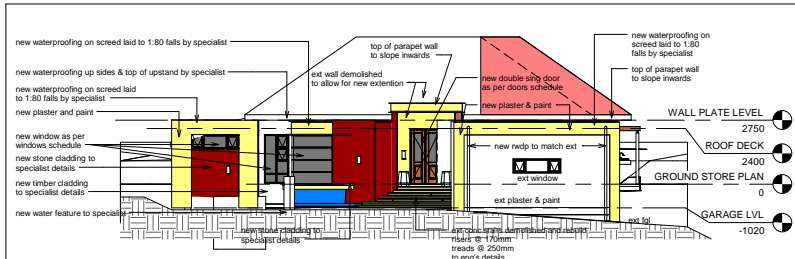 new waterproofing on screed laid to 1:80 falls by specialist
new waterproofing up sides & top of upstand by specialist
new waterproofing on screed laid
to 1:80 falls by specialist
new plaster and paint
new window as per
windows schedule
new stone cladding to
specialist details
new timber cladding
to specialist details
new water feature to specialist
new stone cladding to
specialist details
top of parapet wall
to slope inwards
ext wall demolished
to allow for new extention
new double sing door
as per doors schedule
new plaster & paint
new waterproofing on
screed laid to 1:80 falls
by specialist
top of parapet wall
to slope inwards
new rwdp to match ext
ext window
ext plaster & paint
ext conc stairs demolished and rebuild
risers @ 170mm
treads @ 250mm
to eng's details
ext fgl
WALL PLATE LEVEL
2750
ROOF DECK
2400
GROUND STORE PLAN
0
GARAGE LVL
-1020